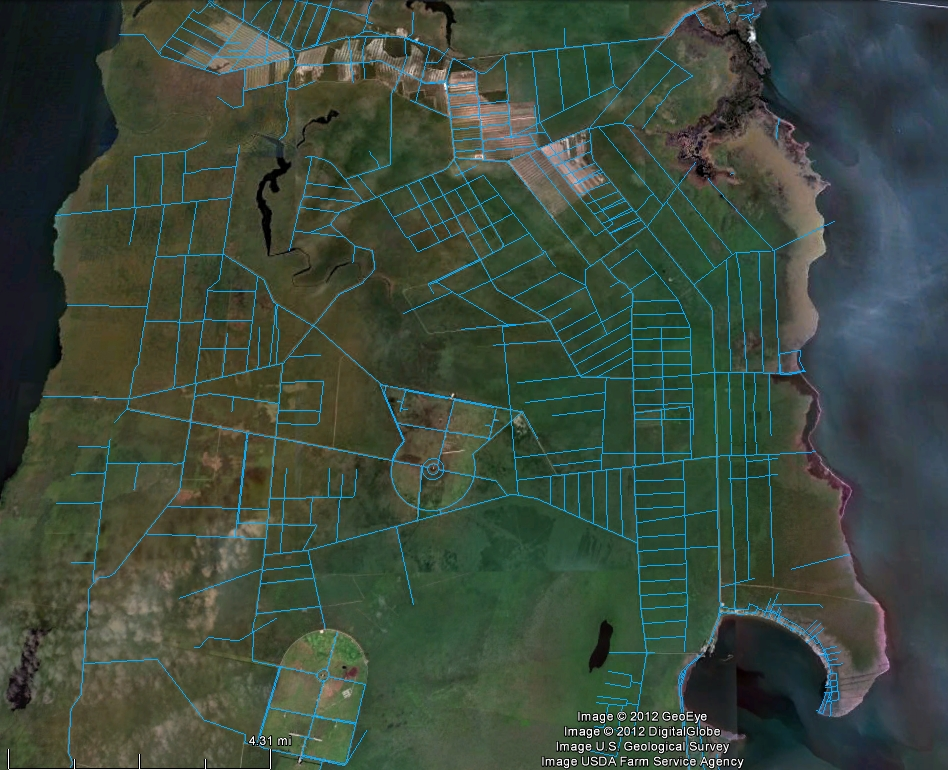 4.31 mi
Image © 2012 GeoEye
Image © 2012 DigitalGlobe
Image U.S. Geological Survey
Image USDA Farm Service Agency